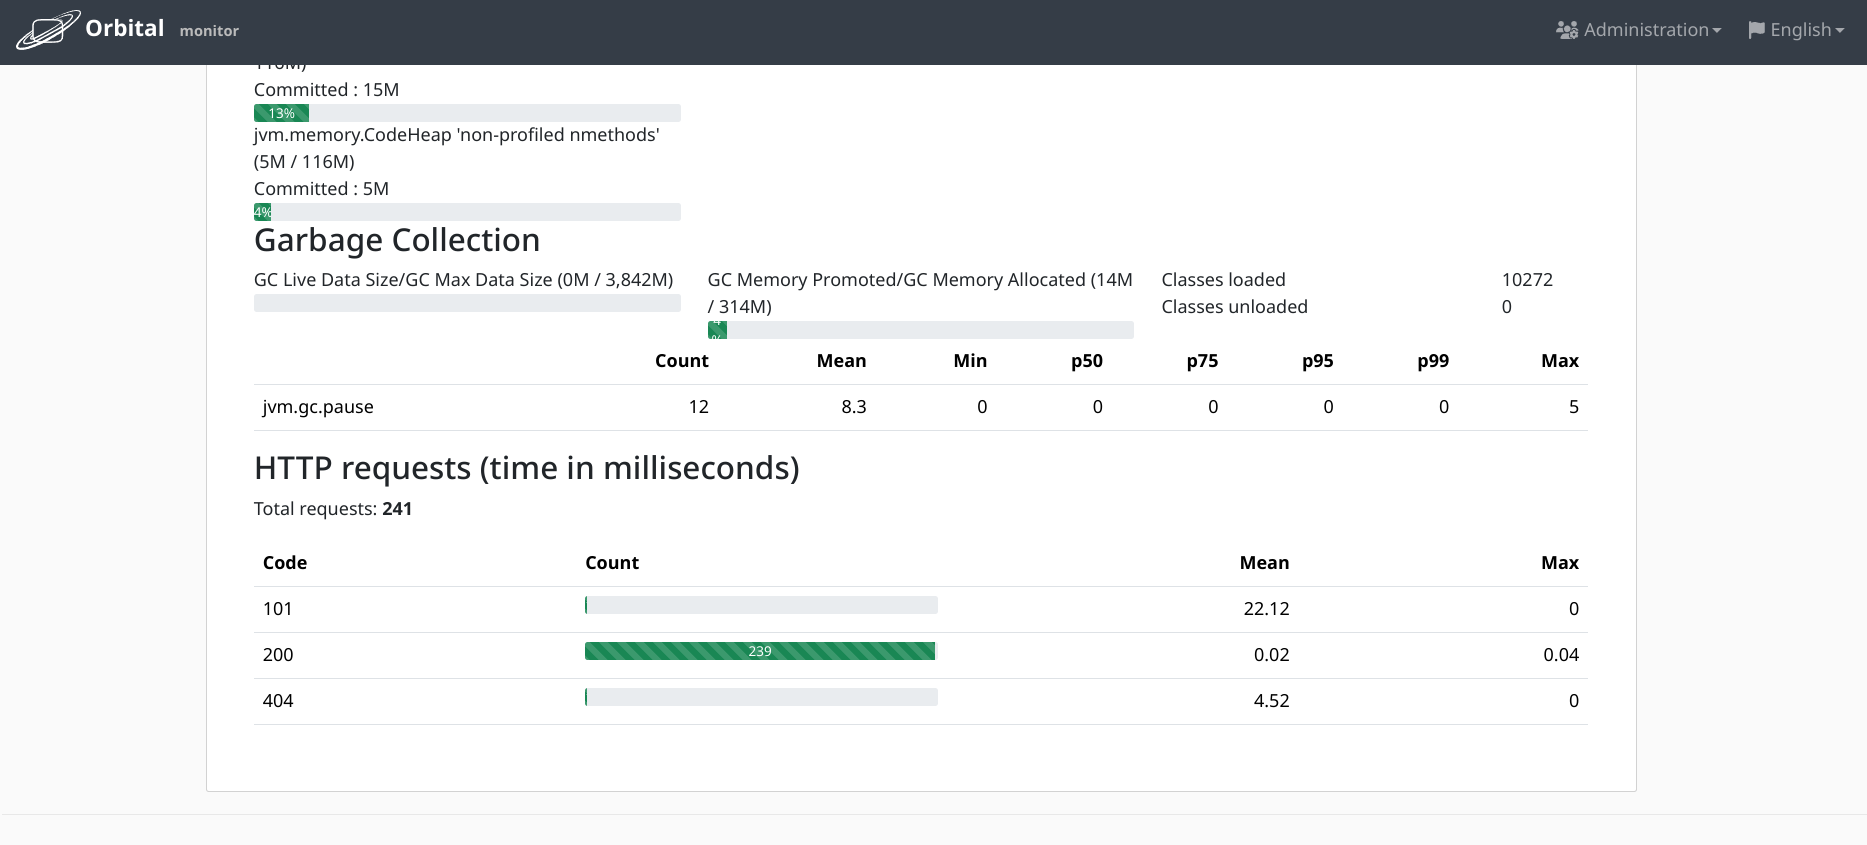 Orbital monitor Administration English
Committed : 15M
13%
jvm.memory.CodeHeap 'non-profiled nmethods'
(5M / 116M)
Committed : 5M
4%
Garbage Collection
GC Live Data Size/GC Max Data Size (0M / 3,842M)
GC Memory Promoted/GC Memory Allocated (14M
/ 314M)
4%
Classes loaded 10272
Classes unloaded 0
Count Mean Min p50 p75 p95 p99 Max
jvm.gc.pause 12 8.3 0 0 0 0 0 5
HTTP requests (time in milliseconds)
Total requests: 241
Code Count Mean Max
101 22.12 0
200 239 0.02 0.04
404 4.52 0